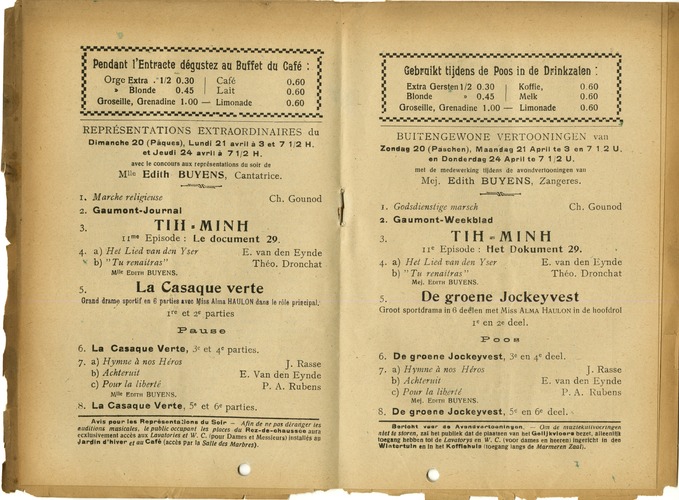 Pendant l'Entracte dégustez au Buffet du Café :
Orge Extra . 1/2 0.30 Café 0.60
» Blonde 0.45 Lait 0.60
Groseille, Grenadine 1.00 — Limonade 0.60
REPRÉSENTATIONS EXTRAORDINAIRES du
Dimanche 20 (Pâques), Lundi 21 avril à 3 et 7 1/2 H.
et Jeudi 24 avril à 7 1/2 H.
avec le concours aux représentations du soir de
Mlle Edith BUYENS, Cantatrice.
1. Marche religieuse Ch. Gounod
2. Gaumont-Journal
3. TIH-MINH
11me Episode : Le document 29.
4. a) Het Lied van den Yser E. van den Eynde
b) "Tu renaitras" Théo. Dronchat
Mlle EDITH BUYENS.
5. La Casaque verte
Grand drame sportif en 6 parties avec Miss Alma HAULON dans le rôle principal.
1re et 2e parties
Pause
6. La Casaque Verte, 3e et 4e parties.
7. a) Hymne à nos Héros J. Rasse
b) Achteruit E. Van den Eynde
c) Pour la liberté P. A. Rubens
Mlle EDITH BUYENS.
8. La Casaque Verte, 5e et 6e parties.
Avis pour les Représentations du Soir — Afin de ne pas déranger les
auditions musicales, le public occupant les places du Rez-de-chaussée aura
exclusivement accès aux Lavatories et W. C. (pour Dames et Messieurs) installés au
Jardin d'hiver et au Café (accès par la Salle des Marbres).
Gebruikt tijdens de Poos in de Drinkzalen :
Extra Gersten 1/2 0.30 Koffie, 0.60
Blonde » 0.45 Melk 0.60
Groseille, Grenadine 1.00 — Limonade 0.60
BUITENGEWONE VERTOONINGEN van
Zondag 20 (Paschen), Maandag 21 April te 3 en 7 1 2 U.
en Donderdag 24 April te 7 1/2 U.
met de medewerking tijdens de avondvertooningen van
Mej. Edith BUYENS, Zangeres.
1. Godsdienstige marsch Ch. Gounod
2. Gaumont-Weekblad
3. TIH-MINH
11e Episode : Het Dokument 29.
4. a) Het Lied van den Yser E. van den Eynde
b) "Tu renaitras" Théo. Dronchat
Mej. EDITH BUYENS.
5. De groene Jockeyvest
Groot sportdrama in 6 deelen met Miss ALMA HAULON in de hoofdrol
1e en 2e deel.
Poos
6. De groene Jockeyvest, 3e en 4e deel.
7. a) Hymne à nos Héros J. Rasse
b) Achteruit E. van den Eynde
c) Pour la liberté P. A. Rubens
Mej. EDITH BUYENS.
8. De groene Jockeyvest, 5e en 6e deel.
Bericht voor de Avondvertooningen. — Om de muziekuitvoeringen
niet te storen, zal het publiek dat de plaatsen van het Gelijkvloers bezet, alleenlijk
toegang hebben tot de Lavatorys en W. C. (voor dames en heeren) ingericht in den
Wintertuin en in het Koffiehuis (toegang langs de Marmeren Zaal).